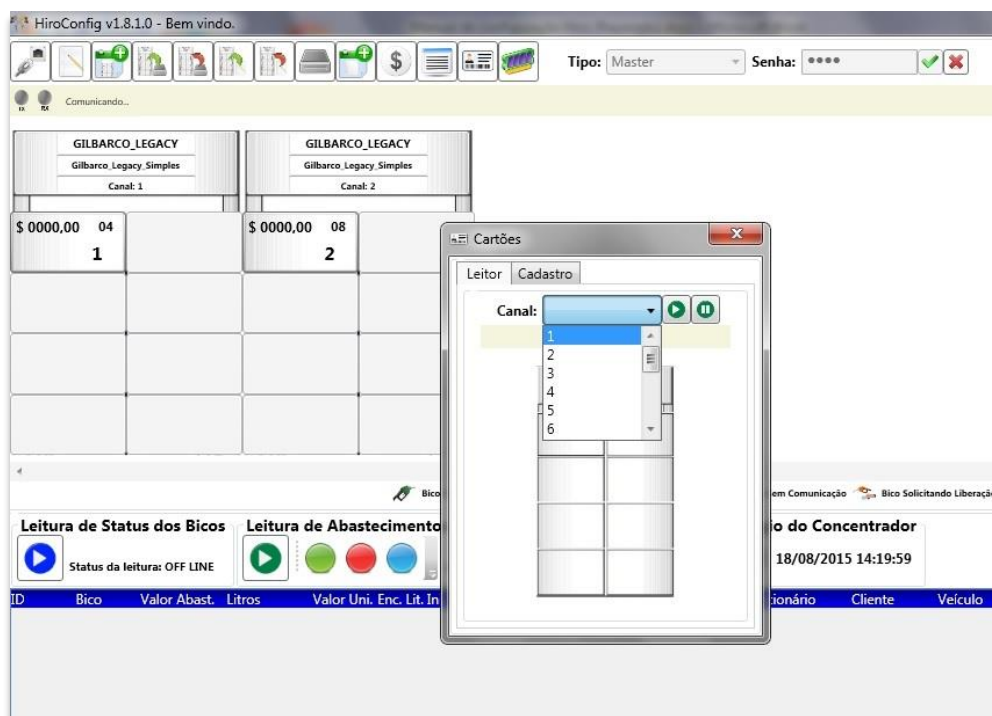 HiroConfig v1.8.1.0 - Bem vindo.
$
Tipo: Master Senha: ••••
RX TX Comunicando...
GILBARCO_LEGACY GILBARCO_LEGACY
Gilbarco_Legacy_Simples Gilbarco_Legacy_Simples
Canal: 1 Canal: 2
$ 0000,00 04 $ 0000,00 08
1 2
Cartões
Leitor Cadastro
Canal:
1
2
3
4
5
6
Bico em Comunicação Bico Solicitando Liberaçã
Leitura de Status dos Bicos Leitura de Abastecimento io do Concentrador
Status da leitura: OFF LINE 18/08/2015 14:19:59
ID Bico Valor Abast. Litros Valor Uni. Enc. Lit. In cionário Cliente Veículo